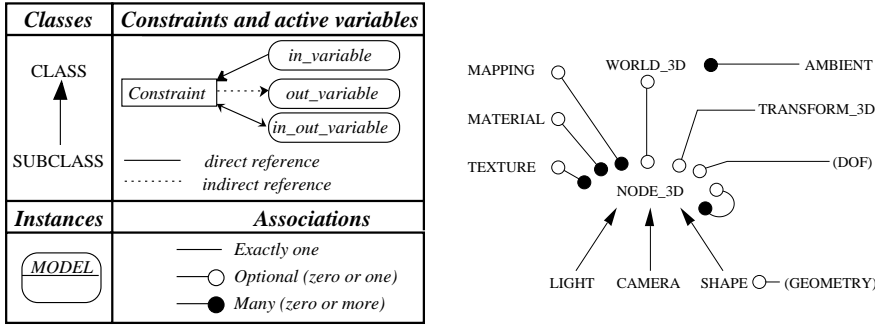 Classes
Constraints and active variables
CLASS
SUBCLASS
Constraint
in_variable
out_variable
in_out_variable
direct reference
indirect reference
Instances
Associations
MODEL
Exactly one
Optional (zero or one)
Many (zero or more)
MAPPING
WORLD_3D
AMBIENT
MATERIAL
TRANSFORM_3D
TEXTURE
(DOF)
NODE_3D
LIGHT
CAMERA
SHAPE
(GEOMETRY)